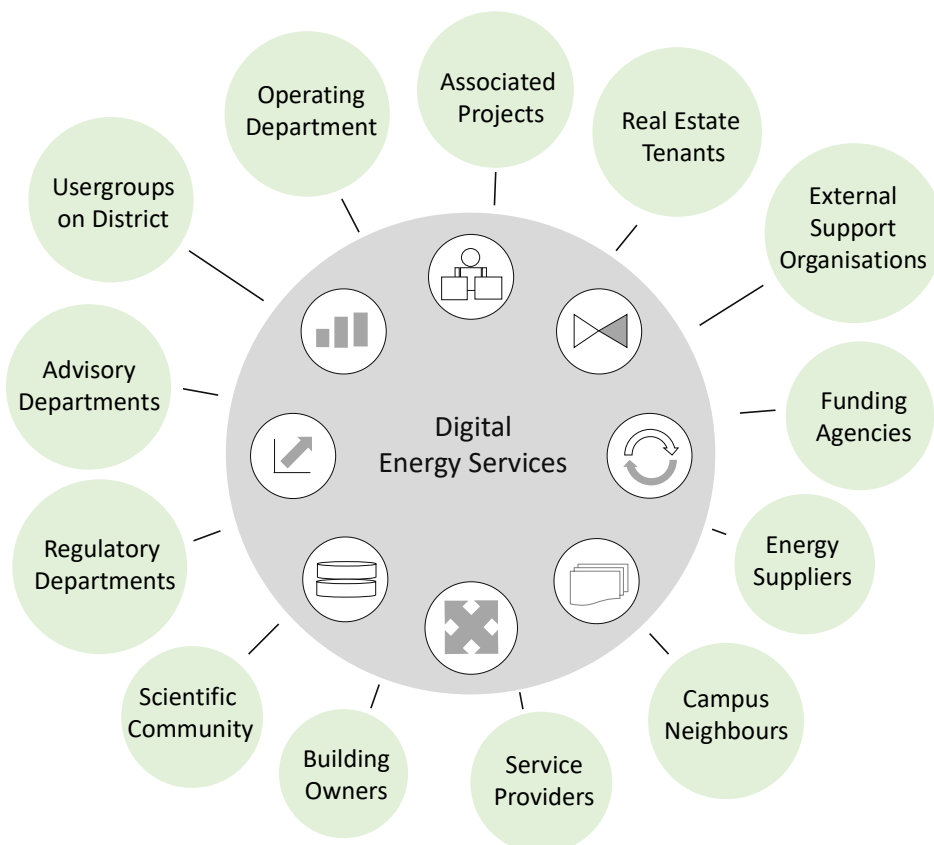 Associated
Projects
Operating
Department
Real Estate
Tenants
Usergroups
on District
External
Support
Organisations
Advisory
Departments
Funding
Agencies
Digital
Energy Services
Regulatory
Departments
Energy
Suppliers
Scientific
Community
Campus
Neighbours
Building
Owners
Service
Providers